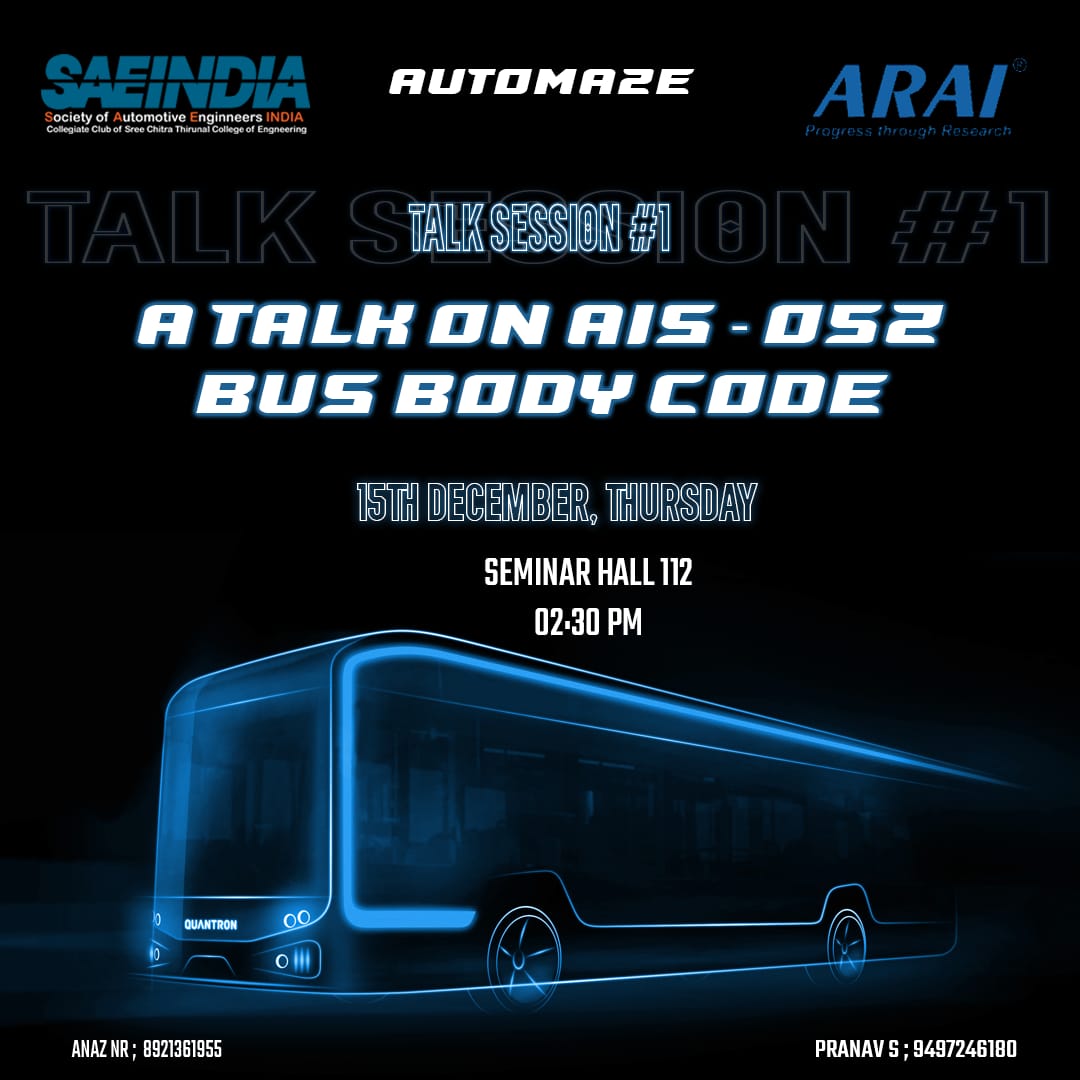 SAEINDIA
Society of Automotive Enginneers INDIA
Collegiate Club of Sree Chitra Thirunal College of Engneering
AUTOMAZE
ARAI
®
Progress through Research
TALK SESSION #1
TALK SESSION #1
A TALK ON AIS - 052
BUS BODY CODE
15TH DECEMBER, THURSDAY
SEMINAR HALL 112
02:30 PM
QUANTRON
ANAZ NR ; 8921361955
PRANAV S ; 9497246180